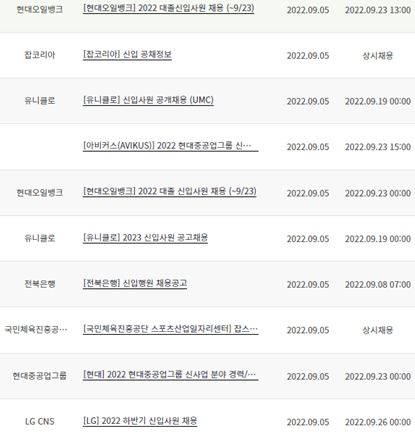 현대오일뱅크 [현대오일뱅크] 2022 대졸신입사원 채용 (~9/23) 2022.09.05 2022.09.23 13:00
잡코리아 [잡코리아] 신입 공채정보 2022.09.05 상시채용
유니클로 [유니클로] 신입사원 공개채용 (UMC) 2022.09.05 2022.09.19 00:00
[아비커스(AVIKUS)] 2022 현대중공업그룹 신… 2022.09.05 2022.09.23 15:00
현대오일뱅크 [현대오일뱅크] 2022 대졸 신입사원 채용 (~9/23) 2022.09.05 2022.09.23 00:00
유니클로 [유니클로] 2023 신입사원 공고채용 2022.09.05 2022.09.19 00:00
전북은행 [전북은행] 신입행원 채용공고 2022.09.05 2022.09.08 07:00
국민체육진흥공… [국민체육진흥공단 스포츠산업일자리센터] 잡스… 2022.09.05 상시채용
현대중공업그룹 [현대] 2022 현대중공업그룹 신사업 분야 경력/… 2022.09.05 2022.09.23 00:00
LG CNS [LG] 2022 하반기 신입사원 채용 2022.09.05 2022.09.26 00:00